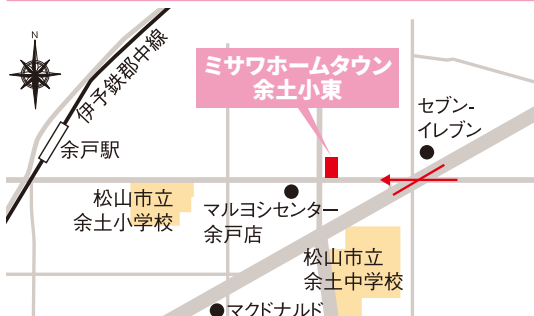 N
伊予鉄郡中線
ミサワホームタウン
余土小東
セブン-
イレブン
余戸駅
松山市立
余土小学校
マルヨシセンター
余戸店
松山市立
余土中学校
マクドナルド